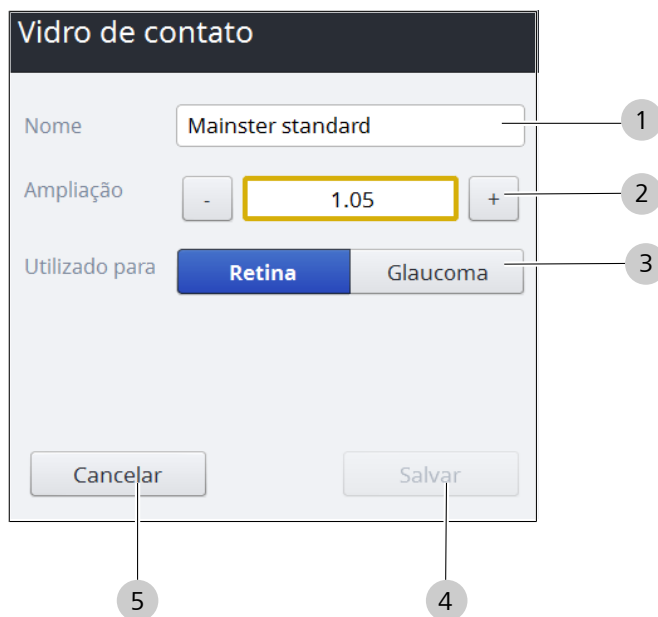 Vidro de contato
Nome Mainster standard 1
Ampliação - 1.05 + 2
Utilizado para Retina Glaucoma 3
Cancelar Salvar
5 4